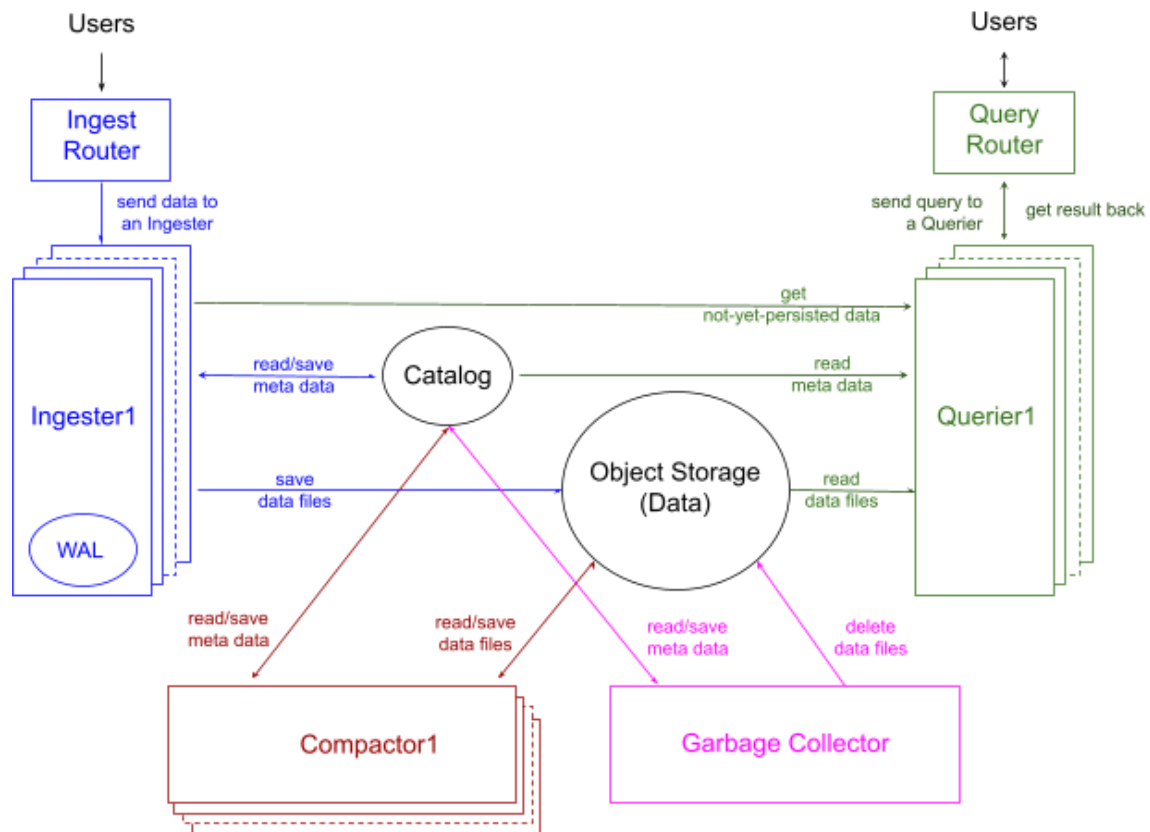 Users
Users
Ingest
Router
Query
Router
send data to
an Ingester
send query to
a Querier
get result back
get
not-yet-persisted data
read/save
meta data
Catalog
read
meta data
Ingester1
Querier1
Object Storage
(Data)
save
data files
read
data files
WAL
read/save
meta data
read/save
data files
read/save
meta data
delete
data files
Compactor1
Garbage Collector